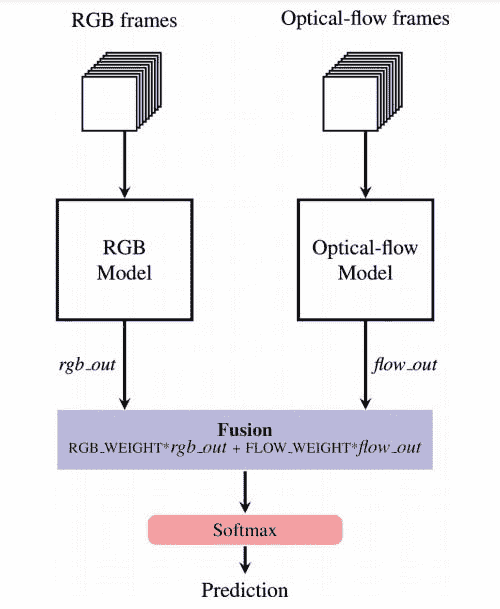 RGB frames
Optical-flow frames
RGB
Model
Optical-flow
Model
rgb_out
flow_out
Fusion
RGB_WEIGHT*rgb_out + FLOW_WEIGHT*flow_out
Softmax
Prediction